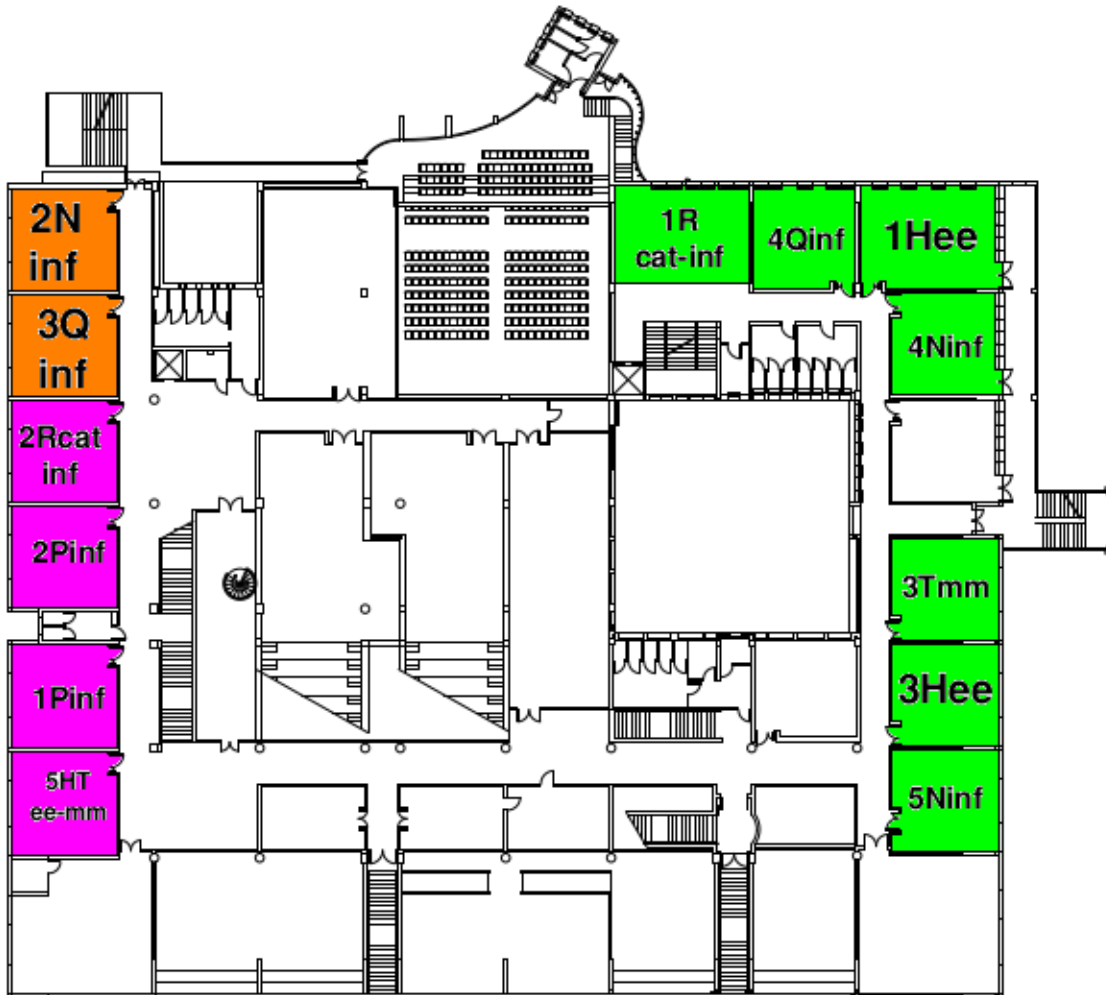 2N
inf
3Q
inf
2Rcat
inf
2Pinf
1Pinf
5HT
ee-mm
1R
cat-inf
4Qinf
1Hee
4Ninf
3Tmm
3Hee
5Ninf